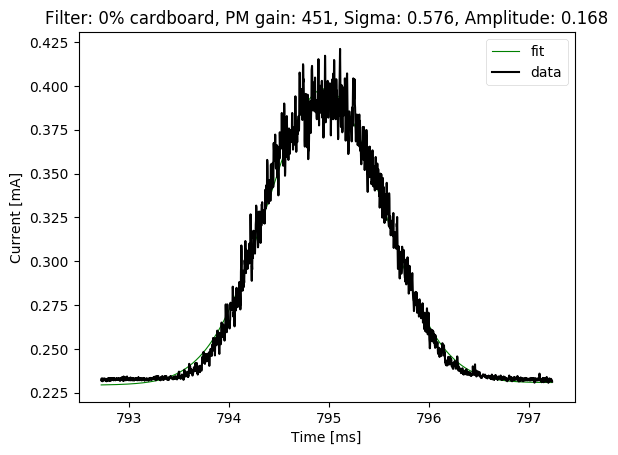 Filter: 0% cardboard, PM gain: 451, Sigma: 0.576, Amplitude: 0.168
fit
data
0.425
0.400
0.375
0.350
0.325
0.300
0.275
0.250
0.225
Current [mA]
793 794 795 796 797
Time [ms]